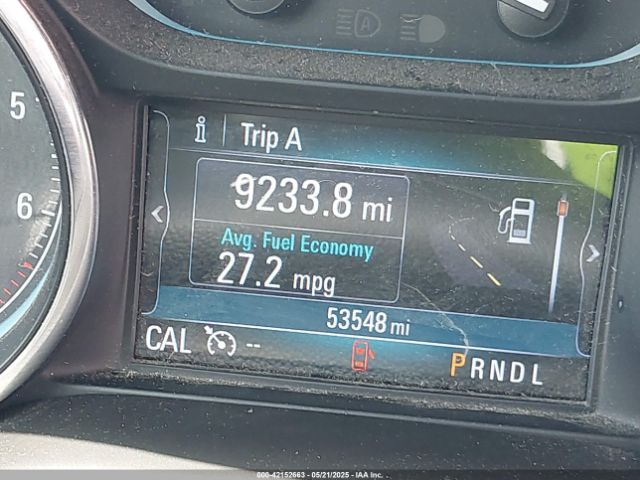 5
6
A
i Trip A
9233.8 mi
Avg. Fuel Economy
27.2 mpg
53548 mi
CAL --
PRNDL
000-42152663 - 05/21/2025 - IAA Inc.